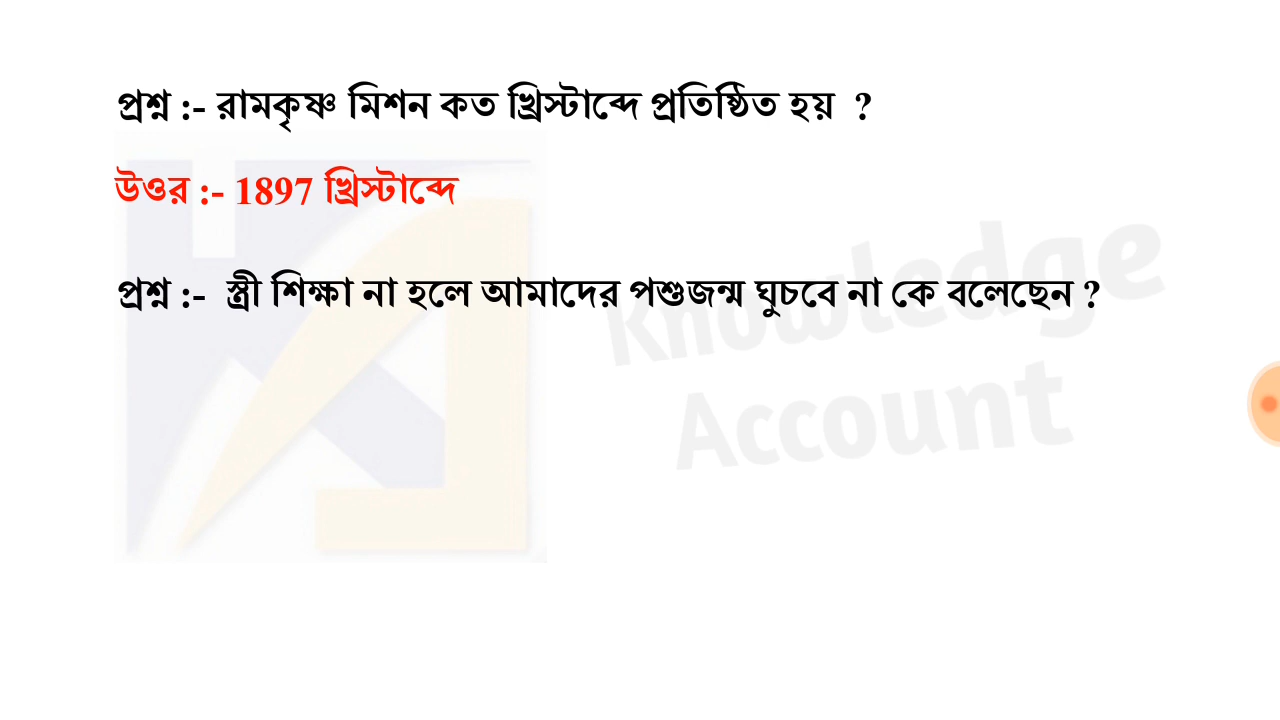 প্রশ্ন :- রামকৃষ্ণ মিশন কত খ্রিস্টাব্দে প্রতিষ্ঠিত হয় ?
উওর :- 1897 খ্রিস্টাব্দে
প্রশ্ন :- স্ত্রী শিক্ষা না হলে আমাদের পশুজন্ম ঘুচবে না কে বলেছেন ?
Knowledge
Account